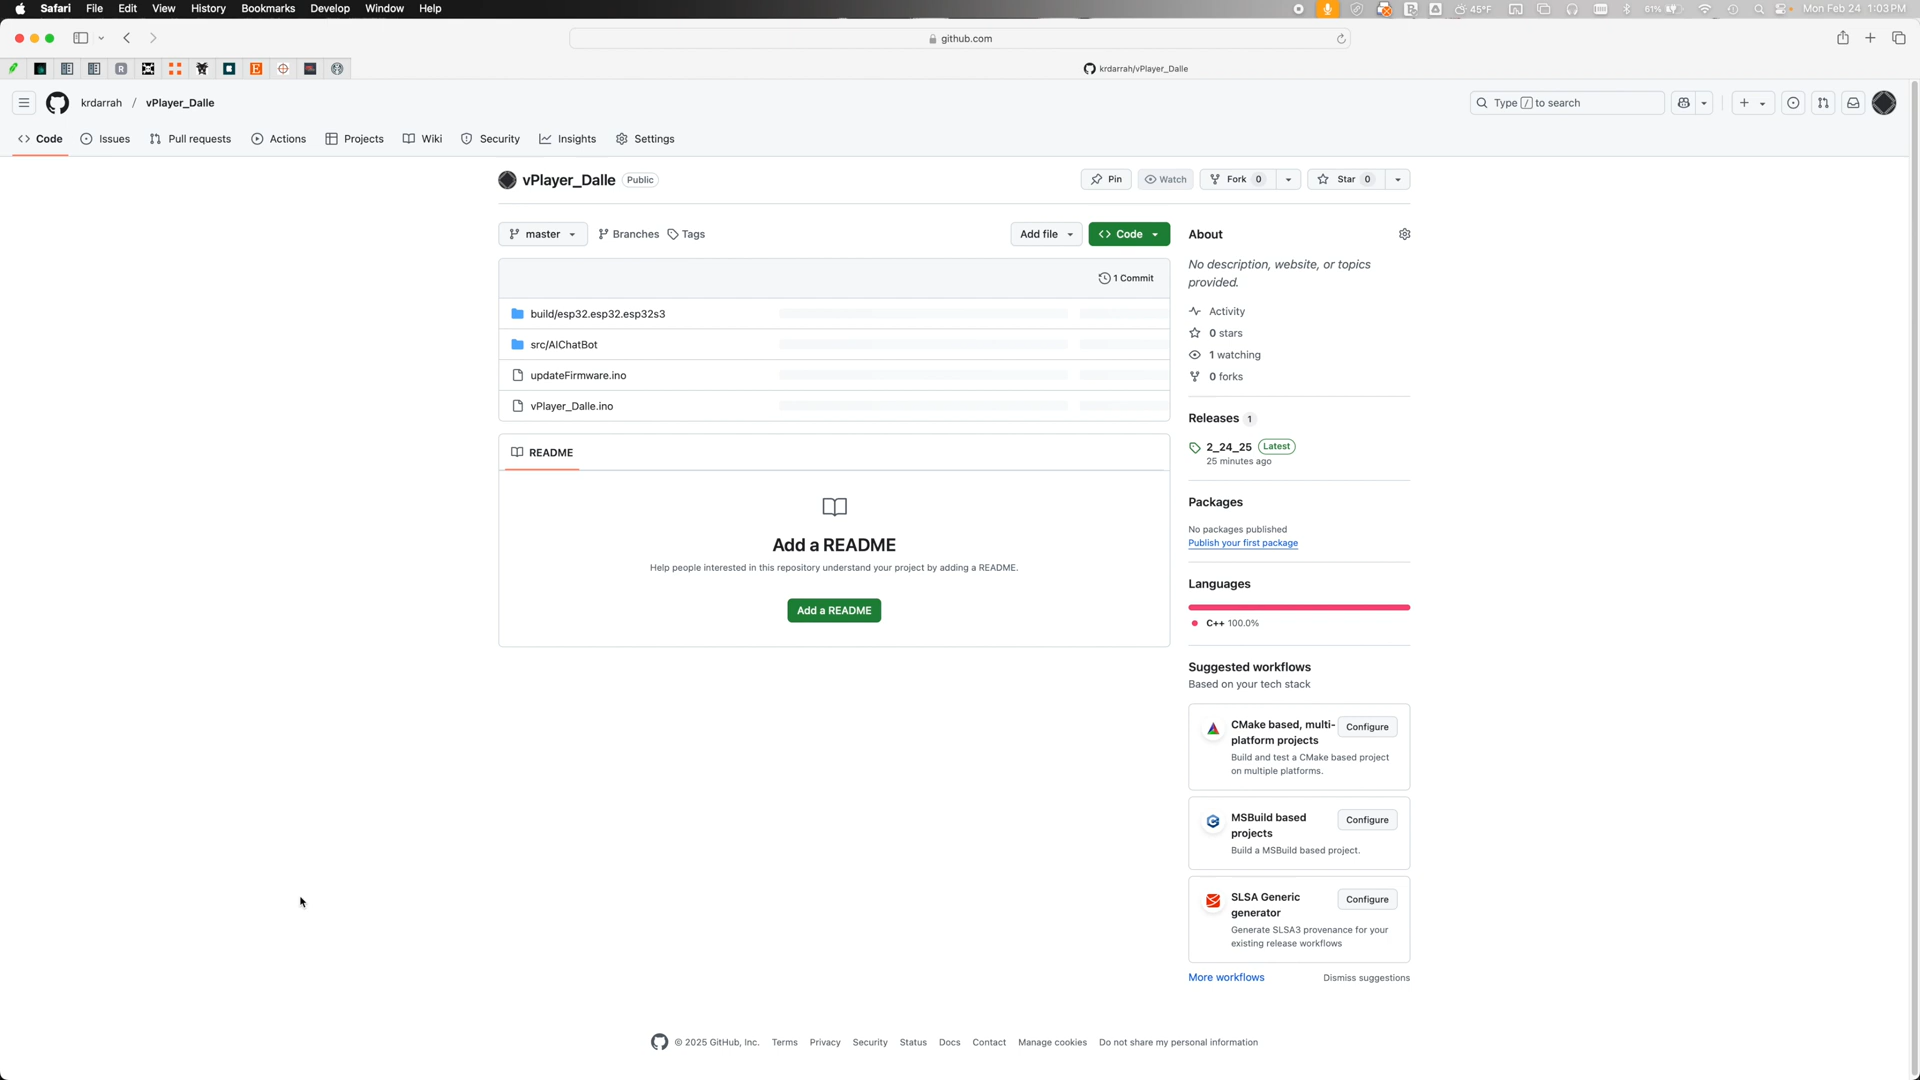 Safari File Edit View History Bookmarks Develop Window Help
45°F 61% Mon Feb 24 1:03 PM
github.com
krdarrah/vPlayer_Dalle
krdarrah / vPlayer_Dalle
Type / to search
Code Issues Pull requests Actions Projects Wiki Security Insights Settings
vPlayer_Dalle Public
Pin Watch Fork 0 Star 0
master Branches Tags Add file Code
1 Commit
build/esp32.esp32.esp32s3
src/AIChatBot
updateFirmware.ino
vPlayer_Dalle.ino
README
Add a README
Help people interested in this repository understand your project by adding a README.
Add a README
About
No description, website, or topics
provided.
Activity
0 stars
1 watching
0 forks
Releases 1
2_24_25 Latest
25 minutes ago
Packages
No packages published
Publish your first package
Languages
C++ 100.0%
Suggested workflows
Based on your tech stack
CMake based, multi-
platform projects
Configure
Build and test a CMake based project
on multiple platforms.
MSBuild based
projects
Configure
Build a MSBuild based project.
SLSA Generic
generator
Configure
Generate SLSA3 provenance for your
existing release workflows
More workflows Dismiss suggestions
© 2025 GitHub, Inc. Terms Privacy Security Status Docs Contact Manage cookies Do not share my personal information